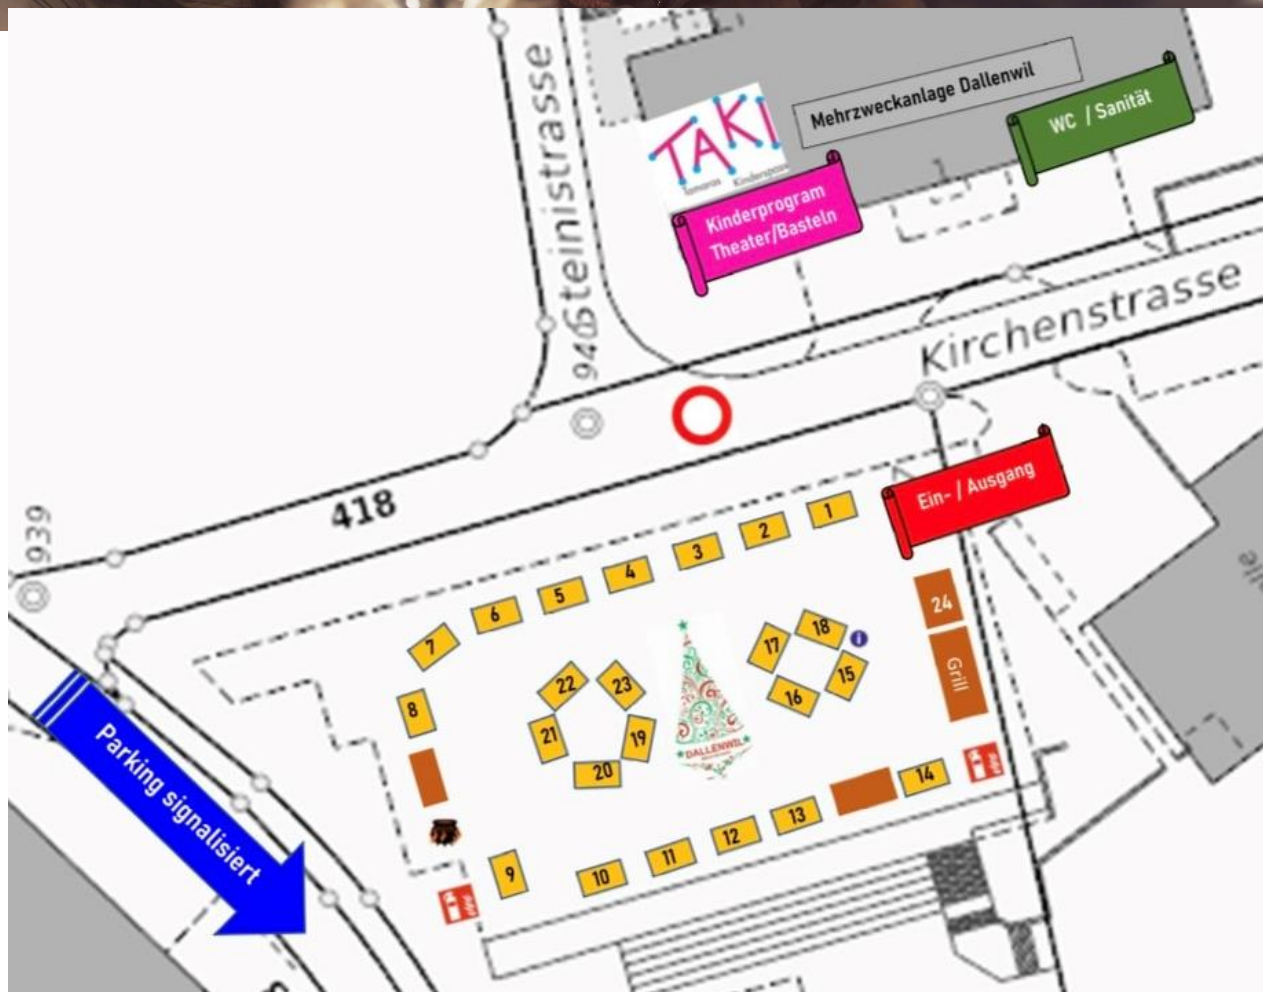 Steinistrasse
940
TAKI
Tamaras Kinderspass
Mehrzweckanlage Dallenwil
WC / Sanität
Kinderprogram
Theater/Basteln
Kirchenstrasse
418
939
Ein- / Ausgang
1
2
3
4
5
6
7
8
9
10
11
12
13
14
15
16
17
18
i
19
20
21
22
23
24
Grill
DALLENWIL
Parking signalisiert